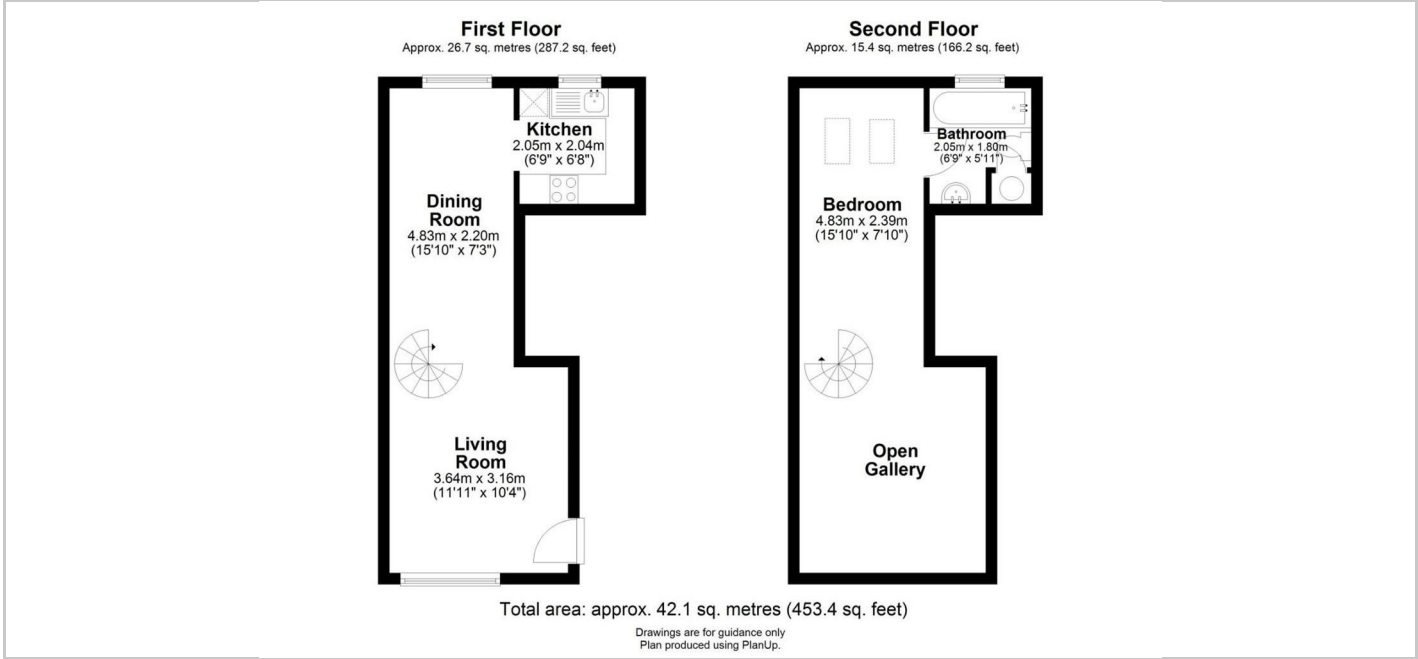 First Floor
Approx. 26.7 sq. metres (287.2 sq. feet)
Kitchen
2.05m x 2.04m
(6'9" x 6'8")
Dining
Room
4.83m x 2.20m
(15'10" x 7'3")
Living
Room
3.64m x 3.16m
(11'11" x 10'4")
Second Floor
Approx. 15.4 sq. metres (166.2 sq. feet)
Bathroom
2.05m x 1.80m
(6'9" x 5'11")
Bedroom
4.83m x 2.39m
(15'10" x 7'10")
Open
Gallery
Total area: approx. 42.1 sq. metres (453.4 sq. feet)
Drawings are for guidance only
Plan produced using PlanUp.